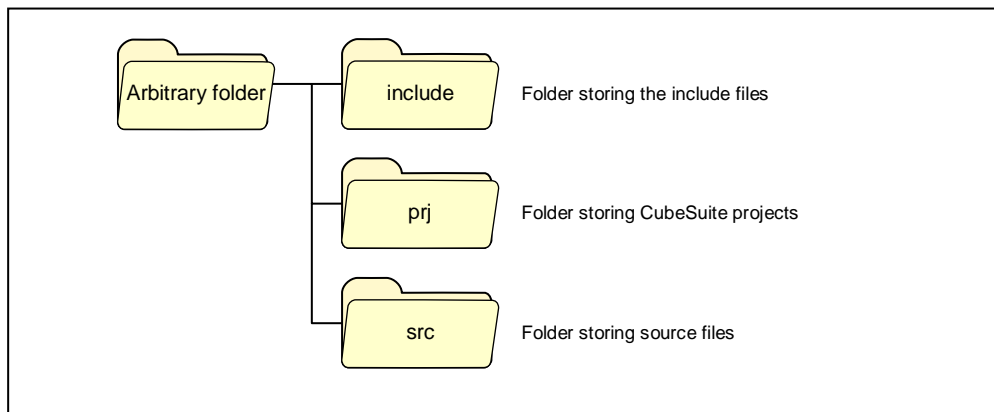 Arbitrary folder
include
Folder storing the include files
prj
Folder storing CubeSuite projects
src
Folder storing source files